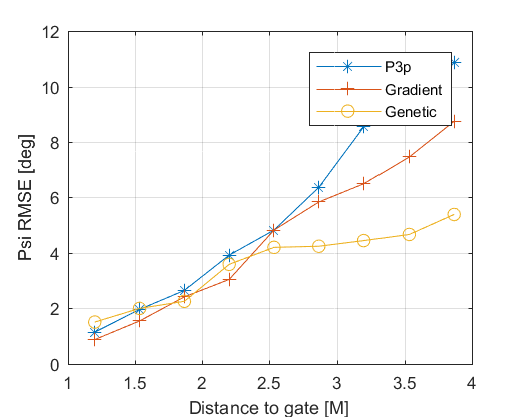 12
10
8
6
4
2
0
Psi RMSE [deg]
P3p
Gradient
Genetic
1 1.5 2 2.5 3 3.5 4
Distance to gate [M]